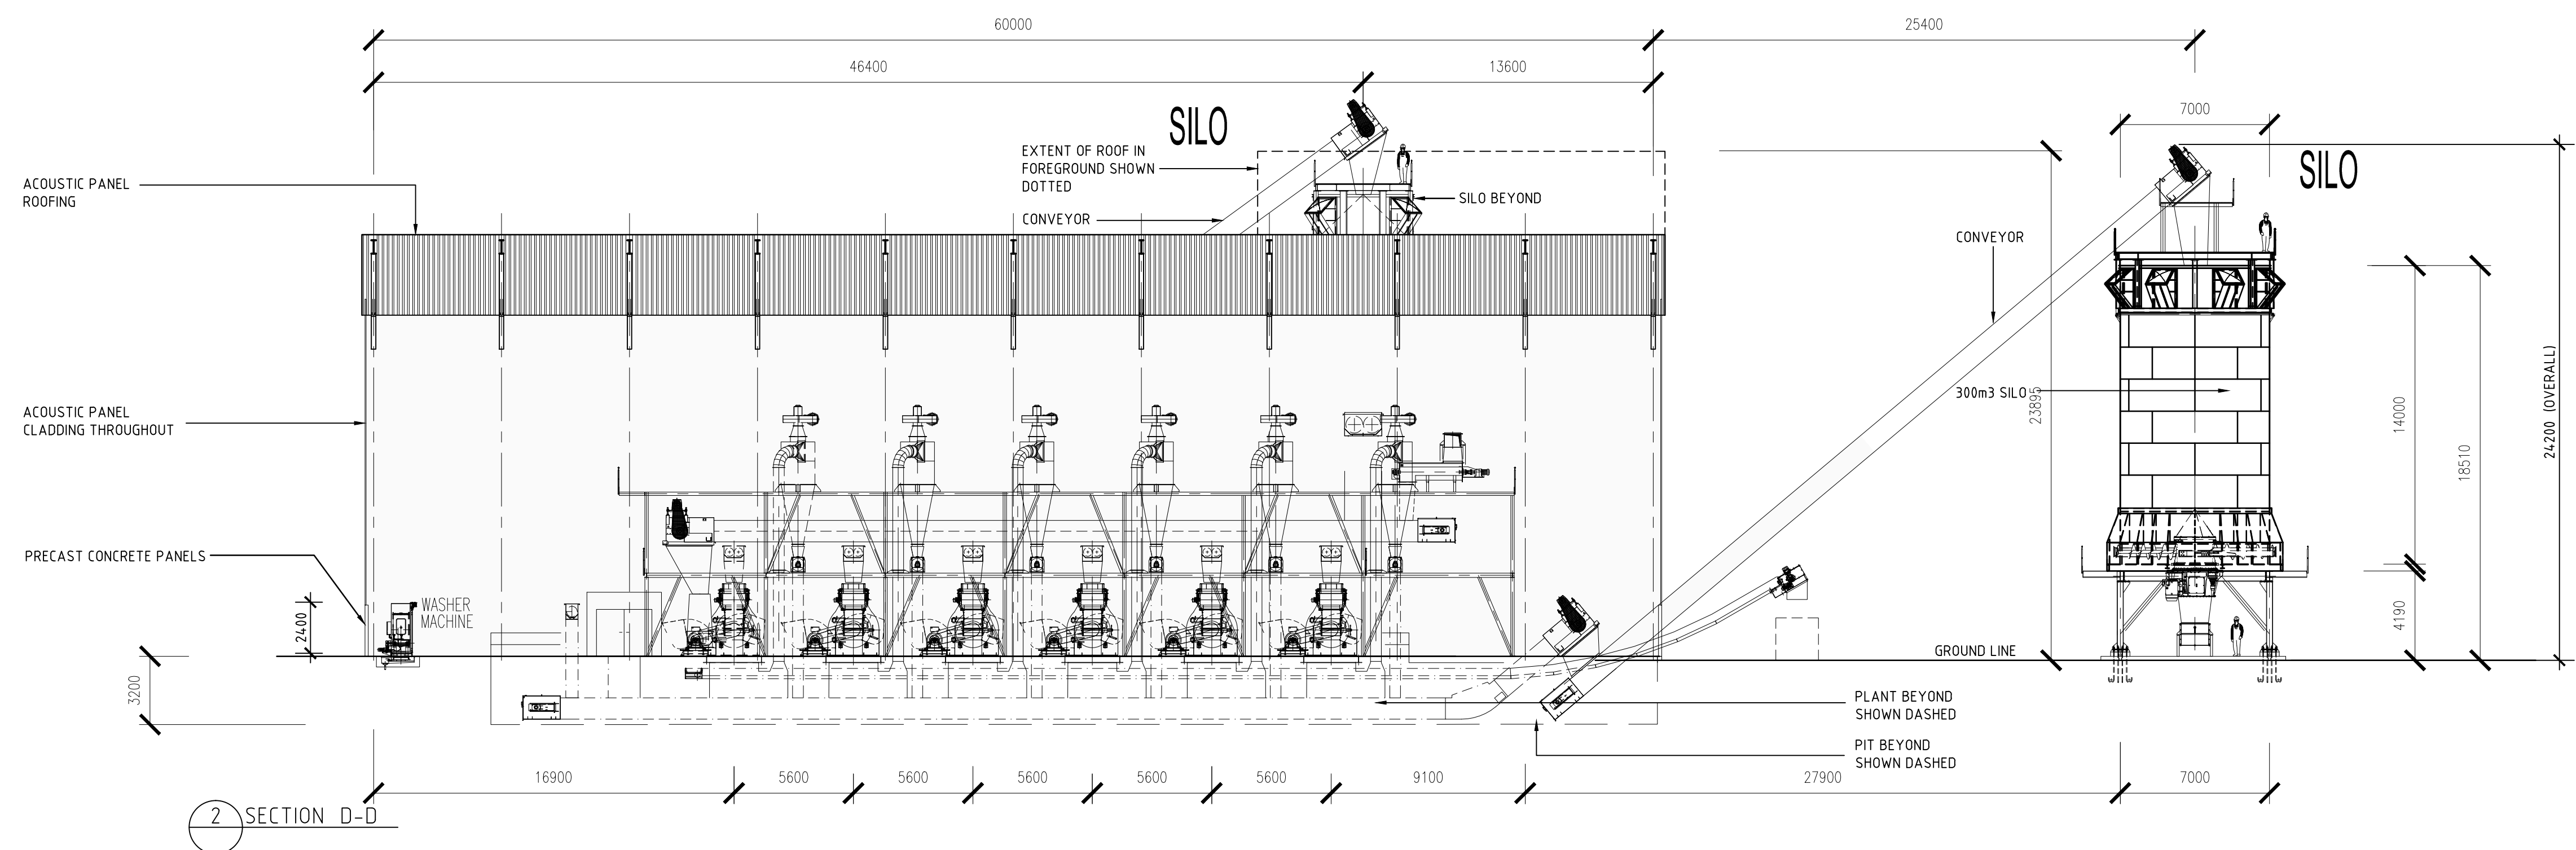 60000
25400
46400
13600
7000
SILO
SILO
EXTENT OF ROOF IN
FOREGROUND SHOWN
DOTTED
ACOUSTIC PANEL
ROOFING
SILO BEYOND
CONVEYOR
CONVEYOR
ACOUSTIC PANEL
CLADDING THROUGHOUT
300m3 SILO
23895
14000
18510
24200 (OVERALL)
PRECAST CONCRETE PANELS
WASHER
MACHINE
2400
4190
GROUND LINE
3200
PLANT BEYOND
SHOWN DASHED
PIT BEYOND
SHOWN DASHED
16900
5600
5600
5600
5600
5600
9100
27900
7000
2
SECTION D-D